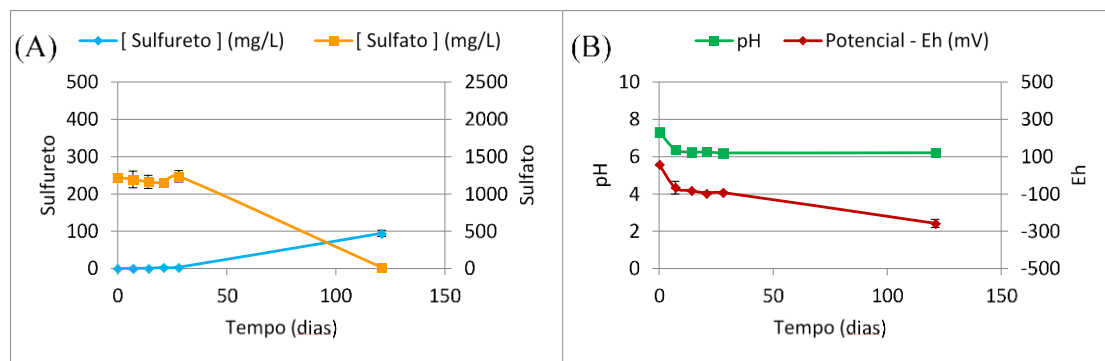 (A)
[ Sulfureto ] (mg/L) [ Sulfato ] (mg/L)
500 2500
400 2000
300 1500
200 1000
100 500
0 0
Sulfureto
Sulfato
0 50 100 150
Tempo (dias)
(B)
pH Potencial - Eh (mV)
10 500
8 300
6 100
4 -100
2 -300
0 -500
pH
Eh
0 50 100 150
Tempo (dias)